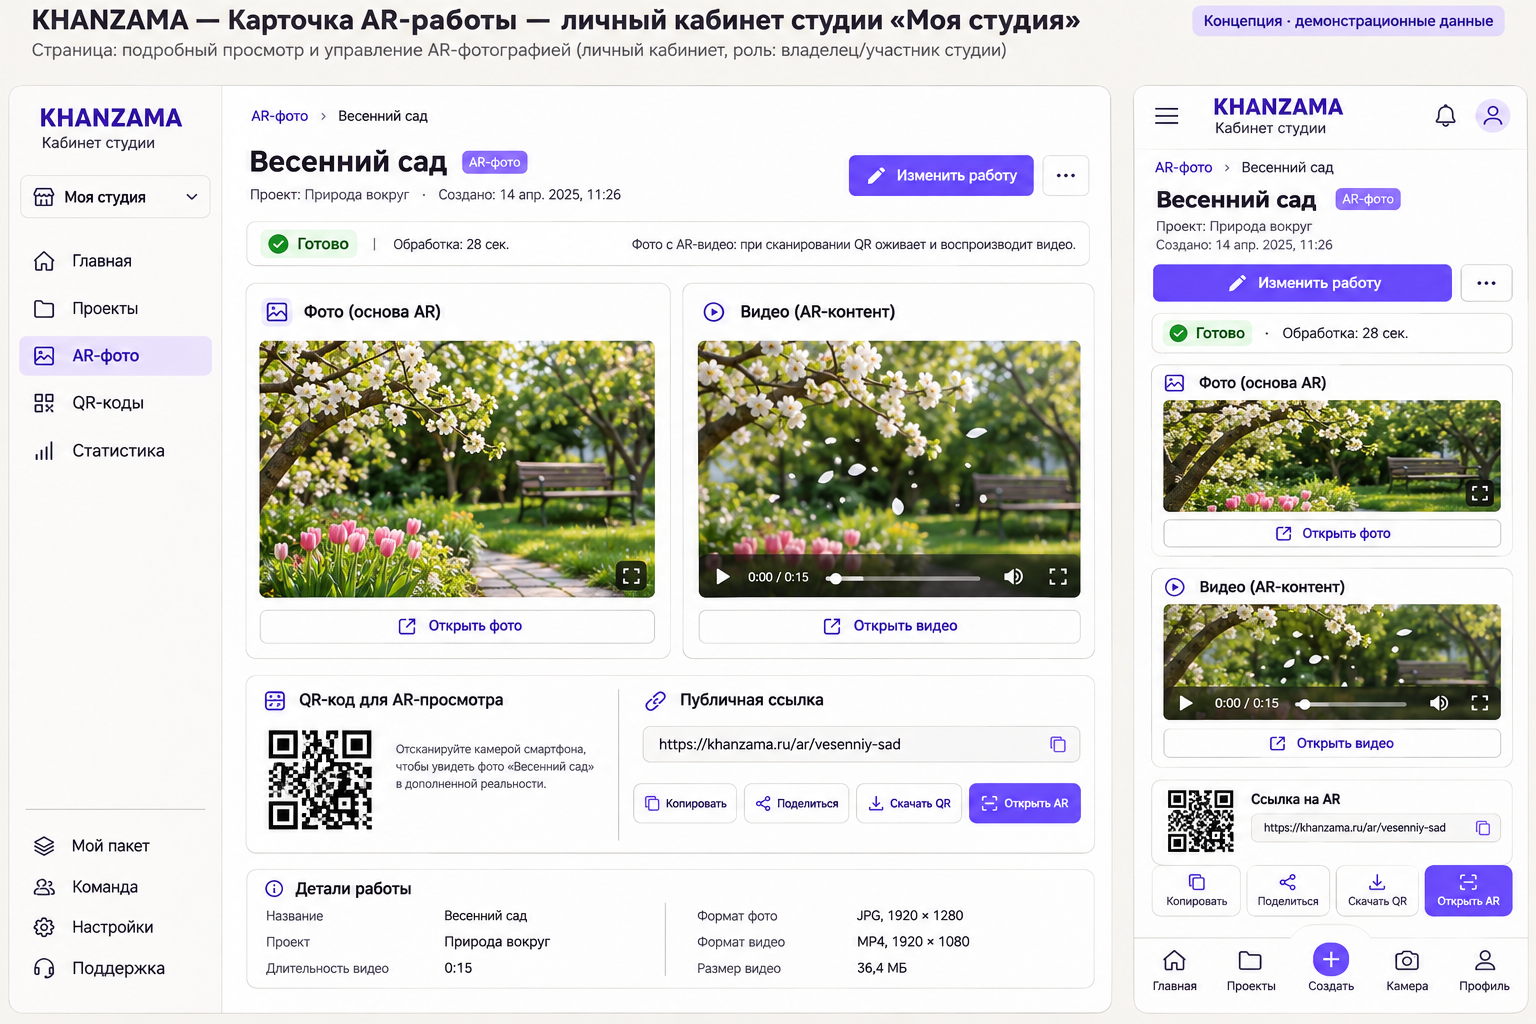 KHANZAMA — Карточка AR-работы — личный кабинет студии «Моя студия»
Страница: подробный просмотр и управление AR-фотографией (личный кабиниет, роль: владелец/участник студии)
Концепция · демонстрационные данные
KHANZAMA
Кабинет студии
Моя студия
Главная
Проекты
AR-фото
QR-коды
Статистика
Мой пакет
Команда
Настройки
Поддержка
AR-фото › Весенний сад
Весенний сад
AR-фото
Проект: Природа вокруг · Создано: 14 апр. 2025, 11:26
Изменить работу
Готово | Обработка: 28 сек.
Фото с AR-видео: при сканировании QR оживает и воспроизводит видео.
Фото (основа AR)
Открыть фото
Видео (AR-контент)
0:00 / 0:15
Открыть видео
QR-код для AR-просмотра
Отсканируйте камерой смартфона,
чтобы увидеть фото «Весенний сад»
в дополненной реальности.
Публичная ссылка
https://khanzama.ru/ar/vesenniy-sad
Копировать
Поделиться
Скачать QR
Открыть AR
Детали работы
Название Весенний сад
Проект Природа вокруг
Длительность видео 0:15
Формат фото JPG, 1920 × 1280
Формат видео MP4, 1920 × 1080
Размер видео 36,4 МБ
KHANZAMA
Кабинет студии
AR-фото › Весенний сад
Весенний сад
AR-фото
Проект: Природа вокруг
Создано: 14 апр. 2025, 11:26
Изменить работу
Готово · Обработка: 28 сек.
Фото (основа AR)
Открыть фото
Видео (AR-контент)
0:00 / 0:15
Открыть видео
Ссылка на AR
https://khanzama.ru/ar/vesenniy-sad
Копировать
Поделиться
Скачать QR
Открыть AR
Главная
Проекты
Создать
Камера
Профиль